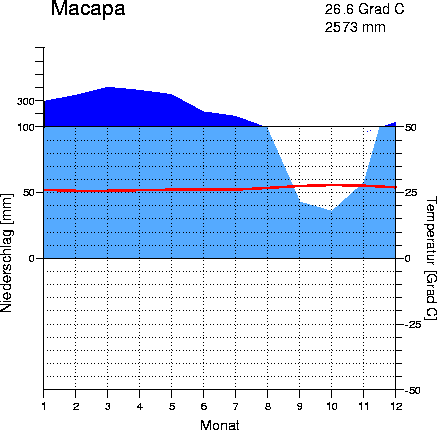 Macapa
26.6 Grad C
2573 mm
300
100
50
0
50
25
0
-25
-50
Niederschlag [mm]
Temperatur [Grad C]
1 2 3 4 5 6 7 8 9 10 11 12
Monat